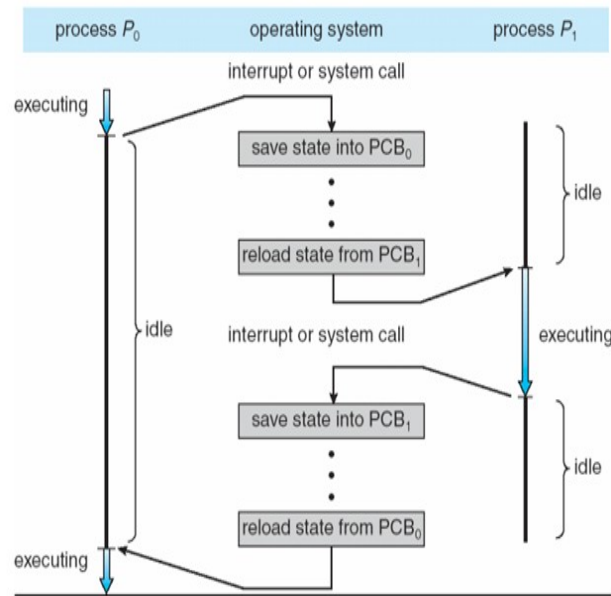 process P₀ operating system process P₁
interrupt or system call
executing
save state into PCB₀
idle
reload state from PCB₁
idle
interrupt or system call
executing
save state into PCB₁
idle
reload state from PCB₀
executing